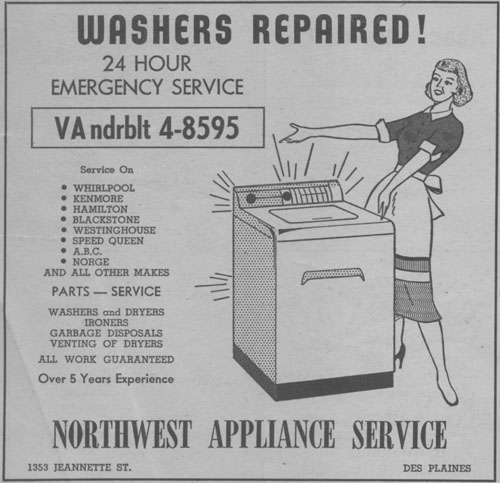 WASHERS REPAIRED!
24 HOUR
EMERGENCY SERVICE
VAndrblt 4-8595
Service On
• WHIRLPOOL
• KENMORE
• HAMILTON
• BLACKSTONE
• WESTINGHOUSE
• SPEED QUEEN
• A.B.C.
• NORGE
AND ALL OTHER MAKES
PARTS — SERVICE
WASHERS and DRYERS
IRONERS
GARBAGE DISPOSALS
VENTING OF DRYERS
ALL WORK GUARANTEED
Over 5 Years Experience
NORTHWEST APPLIANCE SERVICE
1353 JEANNETTE ST. DES PLAINES